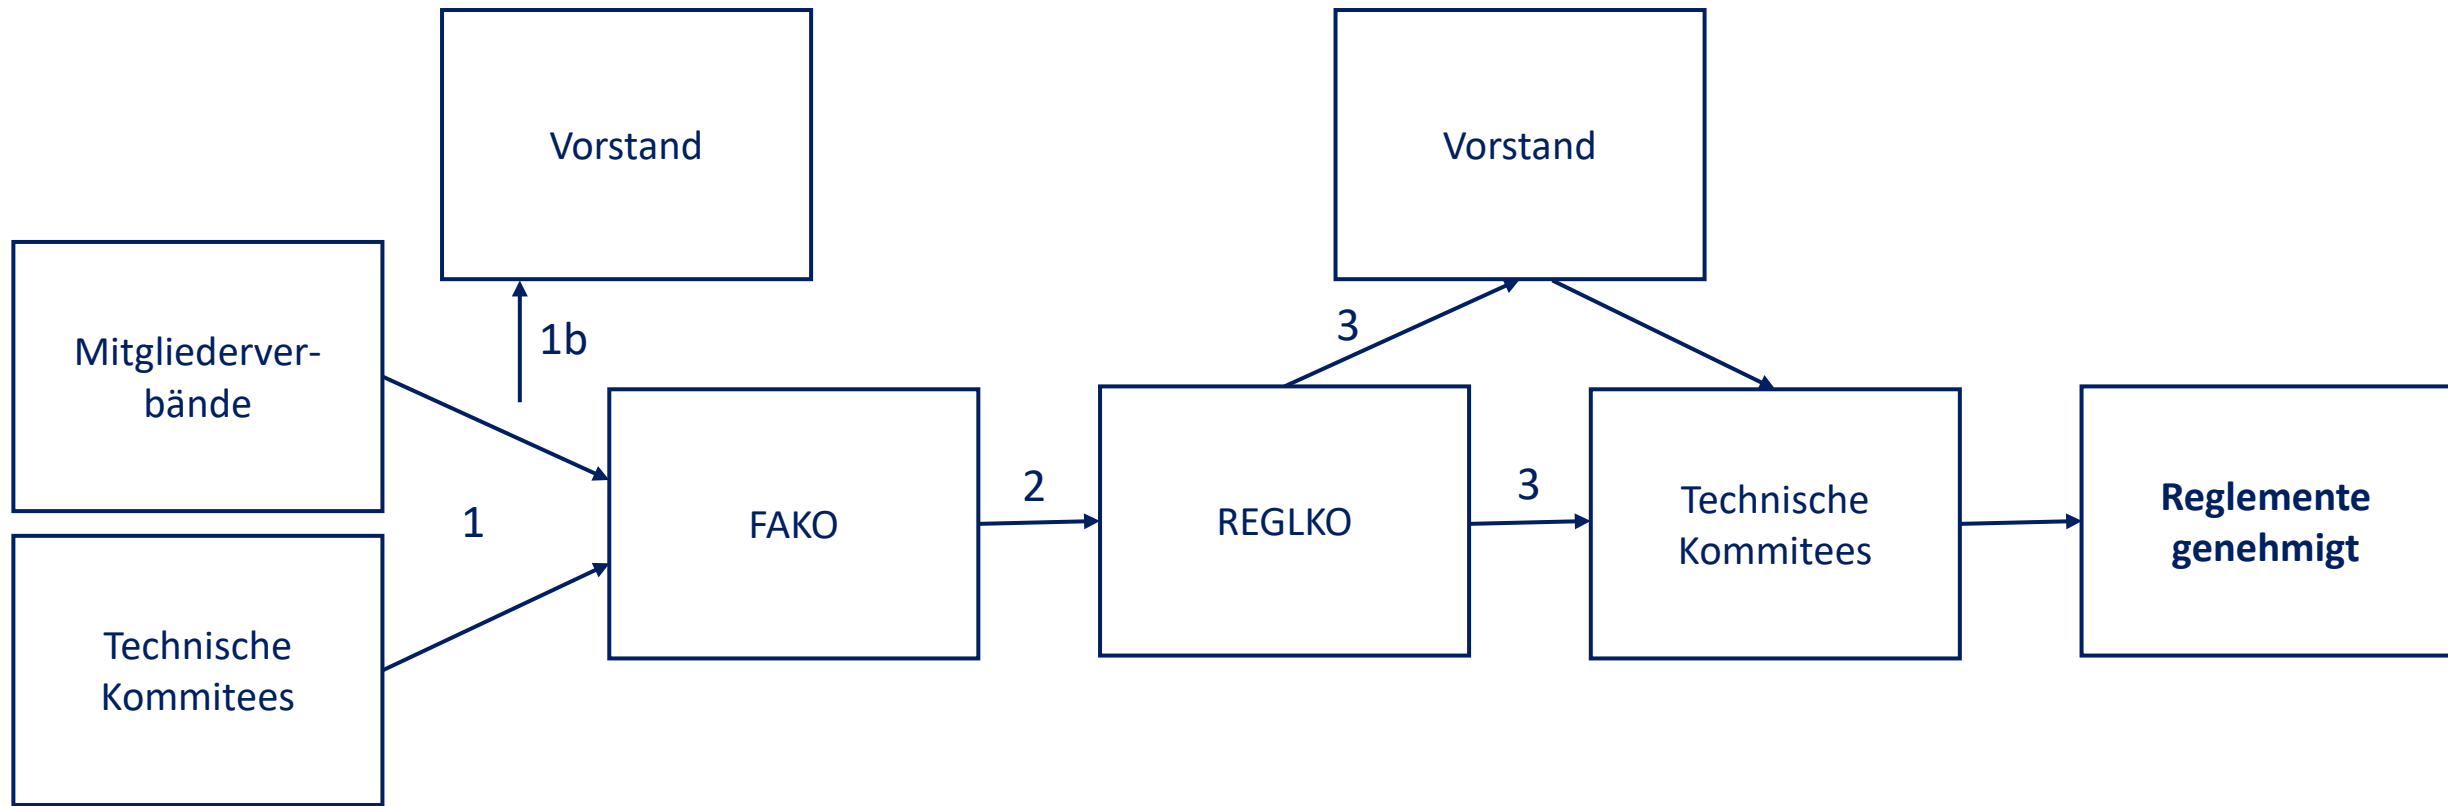 Vorstand
Vorstand
Mitgliederver-
bände
1b
3
1
FAKO
2
REGLKO
3
Technische
Kommitees
Reglemente
genehmigt
Technische
Kommitees